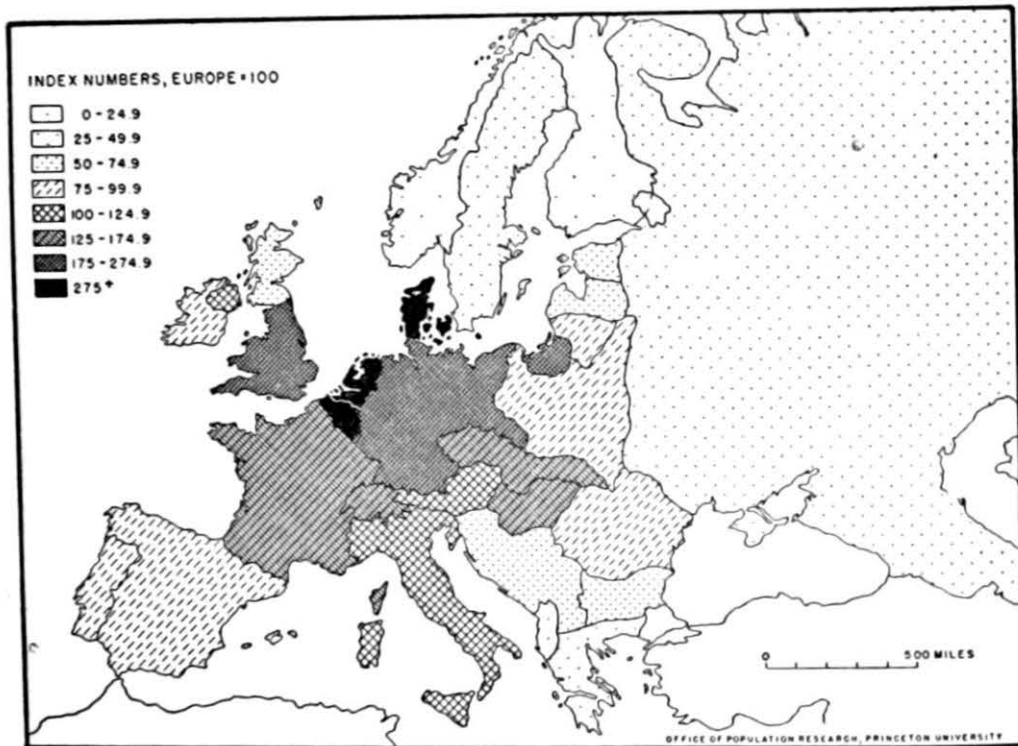 INDEX NUMBERS, EUROPE=100
0-24.9
25-49.9
50-74.9
75-99.9
100-124.9
125-174.9
175-274.9
275+
0 500 MILES
OFFICE OF POPULATION RESEARCH, PRINCETON UNIVERSITY